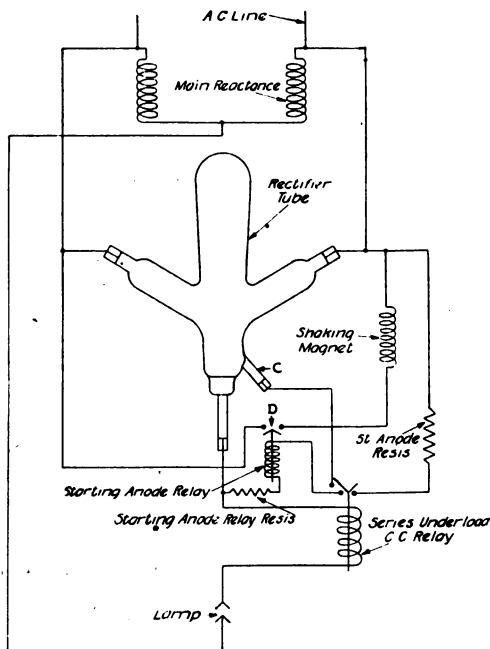 A C Line
Main Reactance
Rectifier
Tube
Shaking
Magnet
C
D
St Anode
Resis
Starting Anode Relay
Starting Anode Relay Resis
Series Underload
C C Relay
Lamp